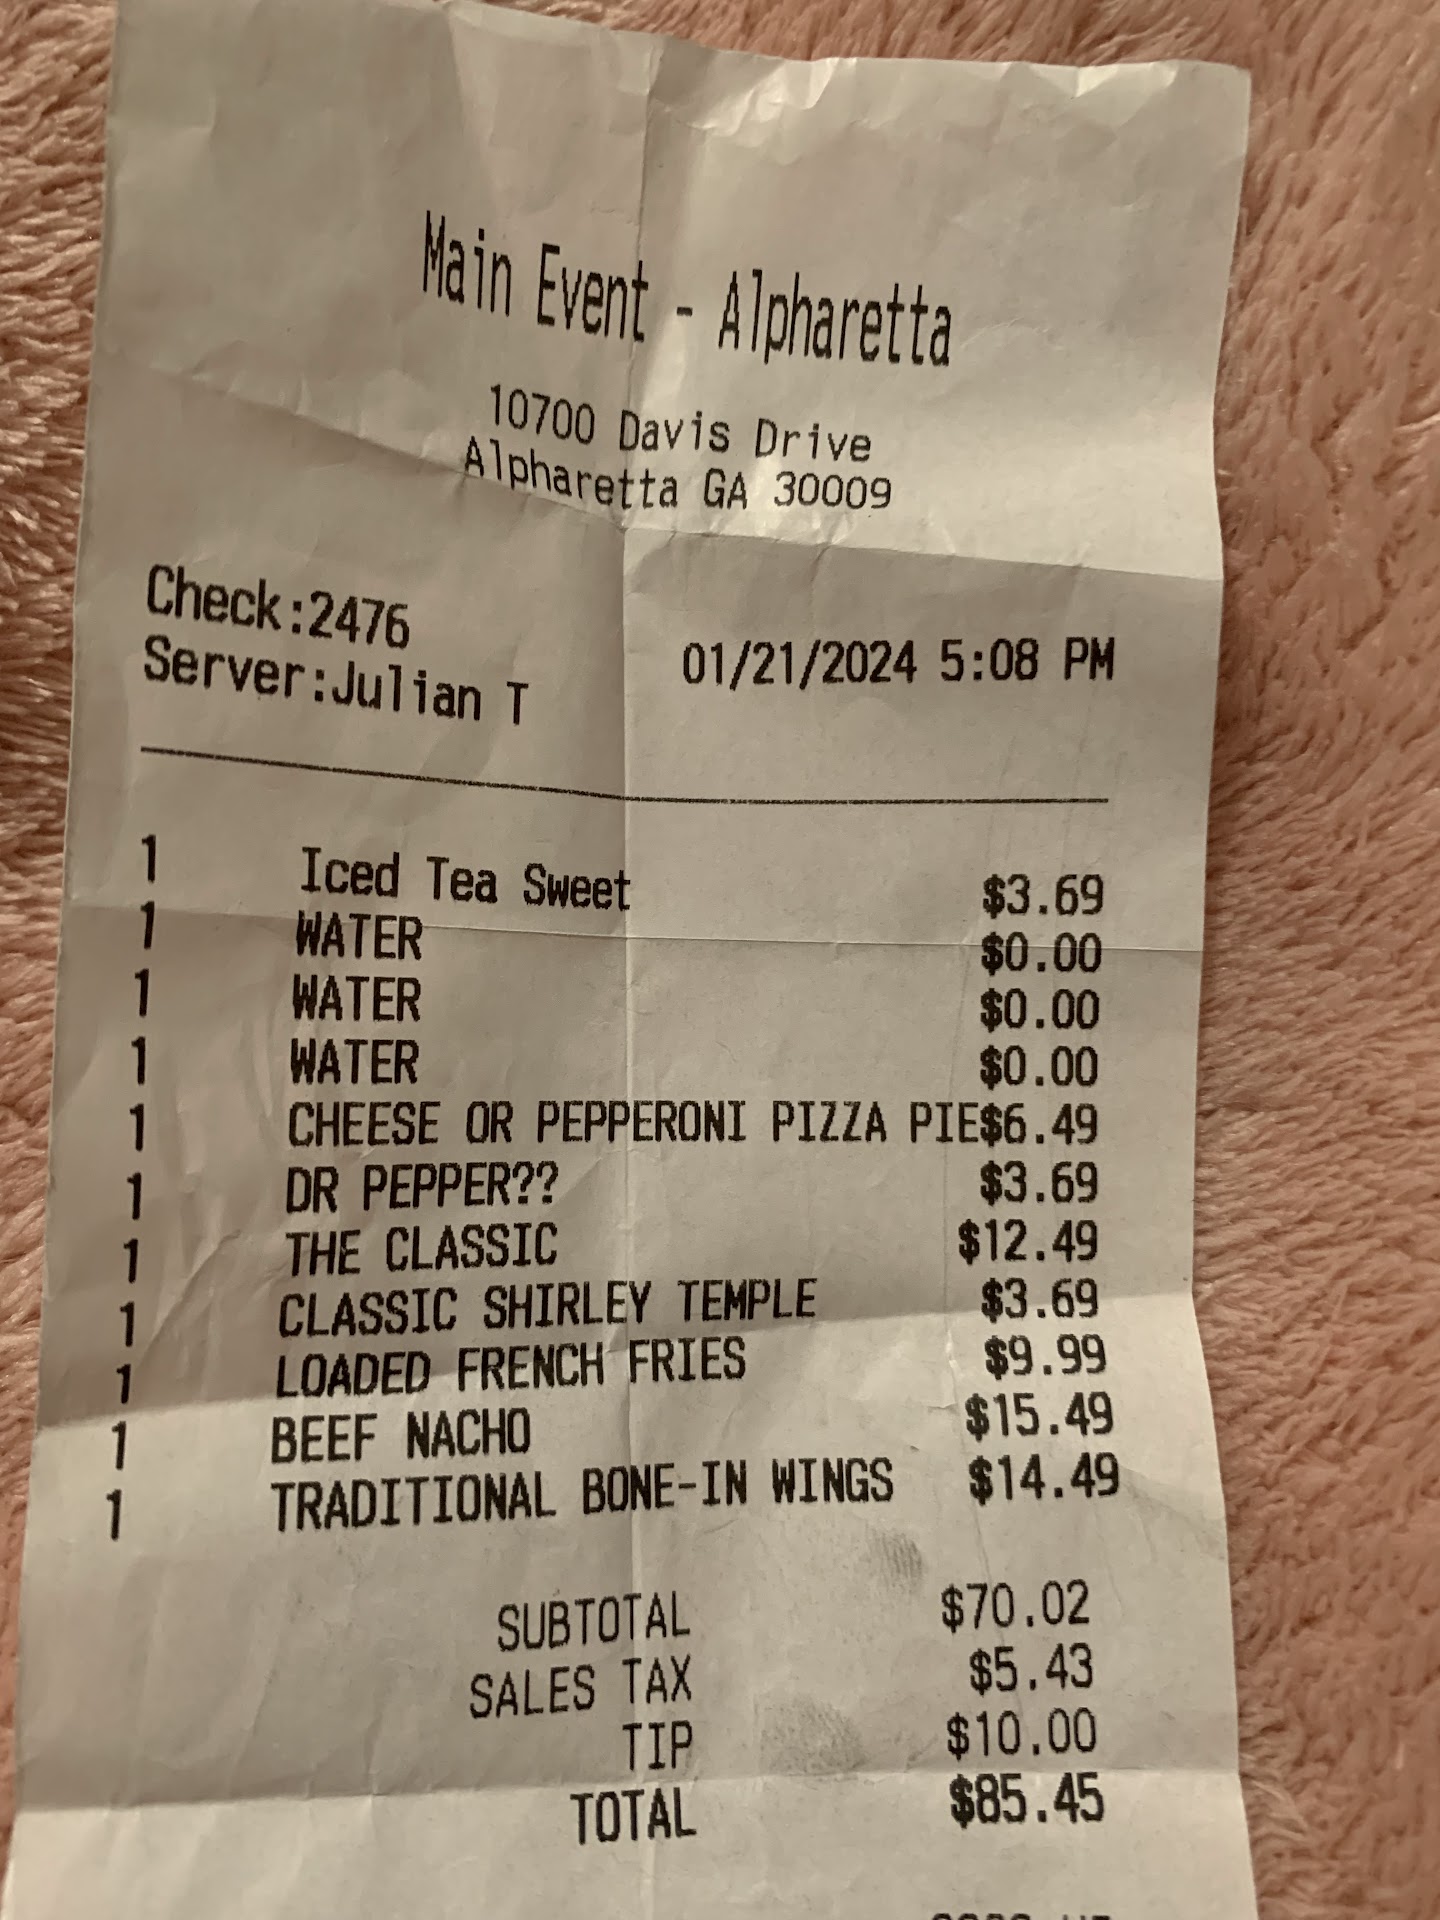 Main Event - Alpharetta
10700 Davis Drive
Alpharetta GA 30009
Check:2476
Server:Julian T 01/21/2024 5:08 PM
1 Iced Tea Sweet $3.69
1 WATER $0.00
1 WATER $0.00
1 WATER $0.00
1 CHEESE OR PEPPERONI PIZZA PIE$6.49
1 DR PEPPER?? $3.69
1 THE CLASSIC $12.49
1 CLASSIC SHIRLEY TEMPLE $3.69
1 LOADED FRENCH FRIES $9.99
1 BEEF NACHO $15.49
1 TRADITIONAL BONE-IN WINGS $14.49
SUBTOTAL $70.02
SALES TAX $5.43
TIP $10.00
TOTAL $85.45